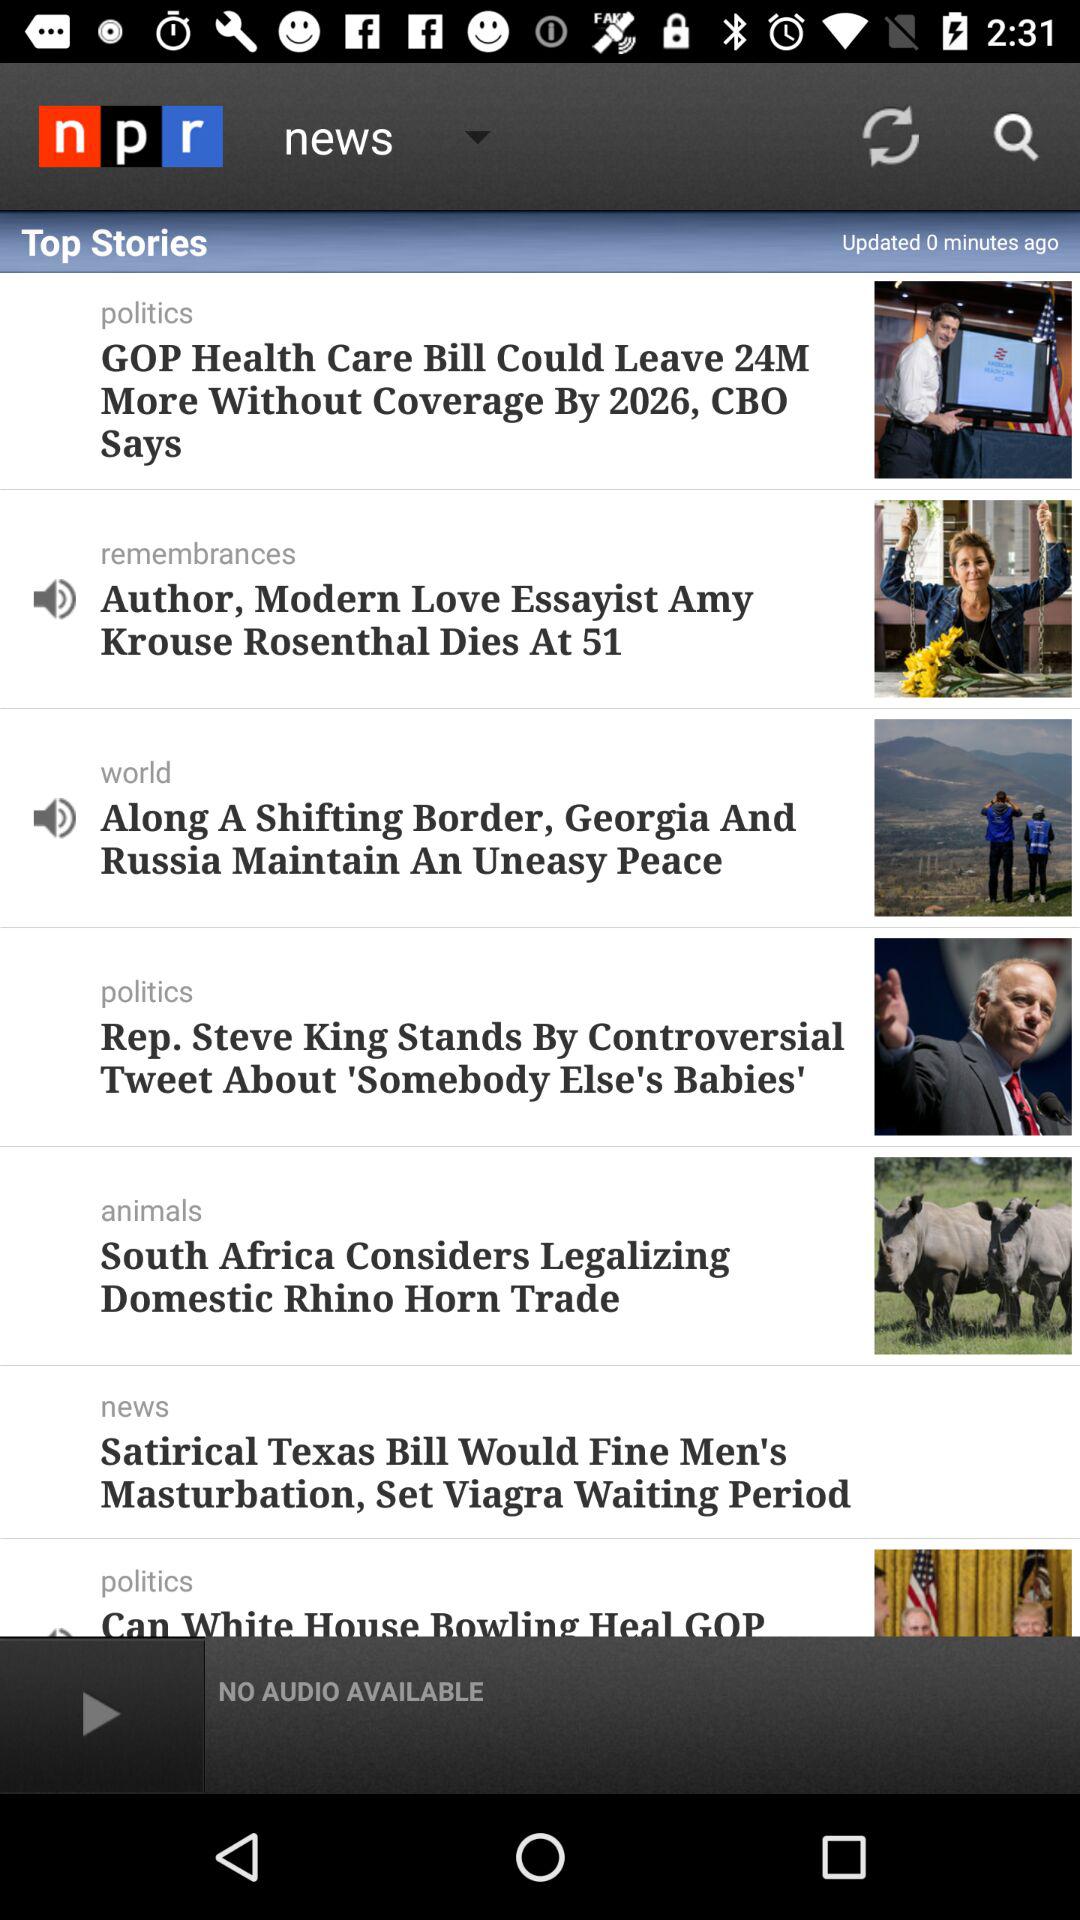 FAKE
2:31
npr
news
Top Stories
Updated 0 minutes ago
politics
GOP Health Care Bill Could Leave 24M
More Without Coverage By 2026, CBO
Says
remembrances
Author, Modern Love Essayist Amy
Krouse Rosenthal Dies At 51
world
Along A Shifting Border, Georgia And
Russia Maintain An Uneasy Peace
politics
Rep. Steve King Stands By Controversial
Tweet About 'Somebody Else's Babies'
animals
South Africa Considers Legalizing
Domestic Rhino Horn Trade
news
Satirical Texas Bill Would Fine Men's
Masturbation, Set Viagra Waiting Period
politics
Can White House Bowling Heal GOP
NO AUDIO AVAILABLE